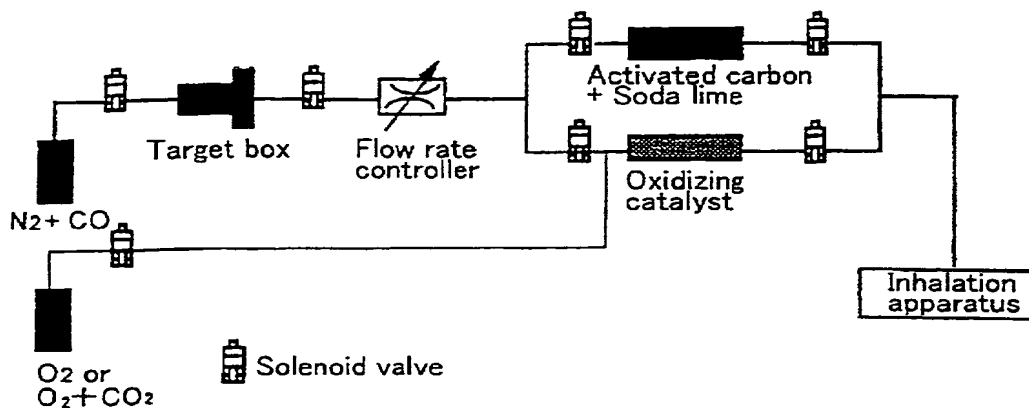 Activated carbon
+ Soda lime
Target box
Flow rate
controller
Oxidizing
catalyst
N2+ CO
Inhalation
apparatus
Solenoid valve
O2 or
O2+CO2